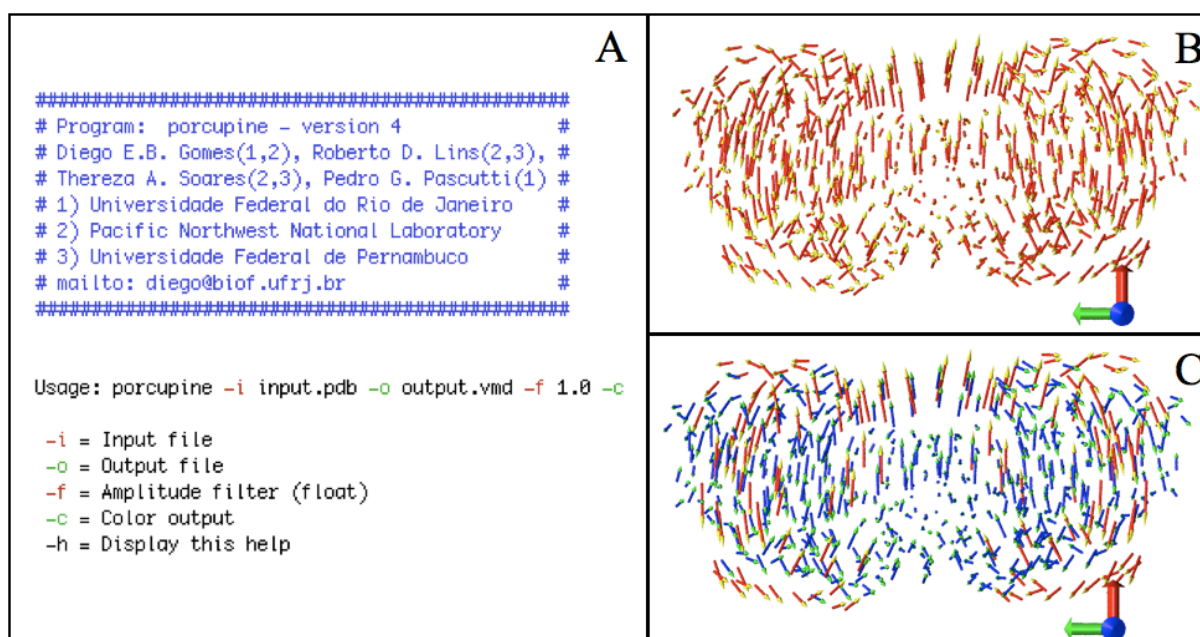 A
##############################################
# Program:  porcupine - version 4             #
# Diego E.B. Gomes(1,2), Roberto D. Lins(2,3), #
# Thereza A. Soares(2,3), Pedro G. Pascutti(1) #
# 1) Universidade Federal do Rio de Janeiro    #
# 2) Pacific Northwest National Laboratory     #
# 3) Universidade Federal de Pernambuco        #
# mailto: diego@biof.ufrj.br                   #
##############################################
Usage: porcupine -i input.pdb -o output.vmd -f 1.0 -c
-i = Input file
-o = Output file
-f = Amplitude filter (float)
-c = Color output
-h = Display this help
B
C